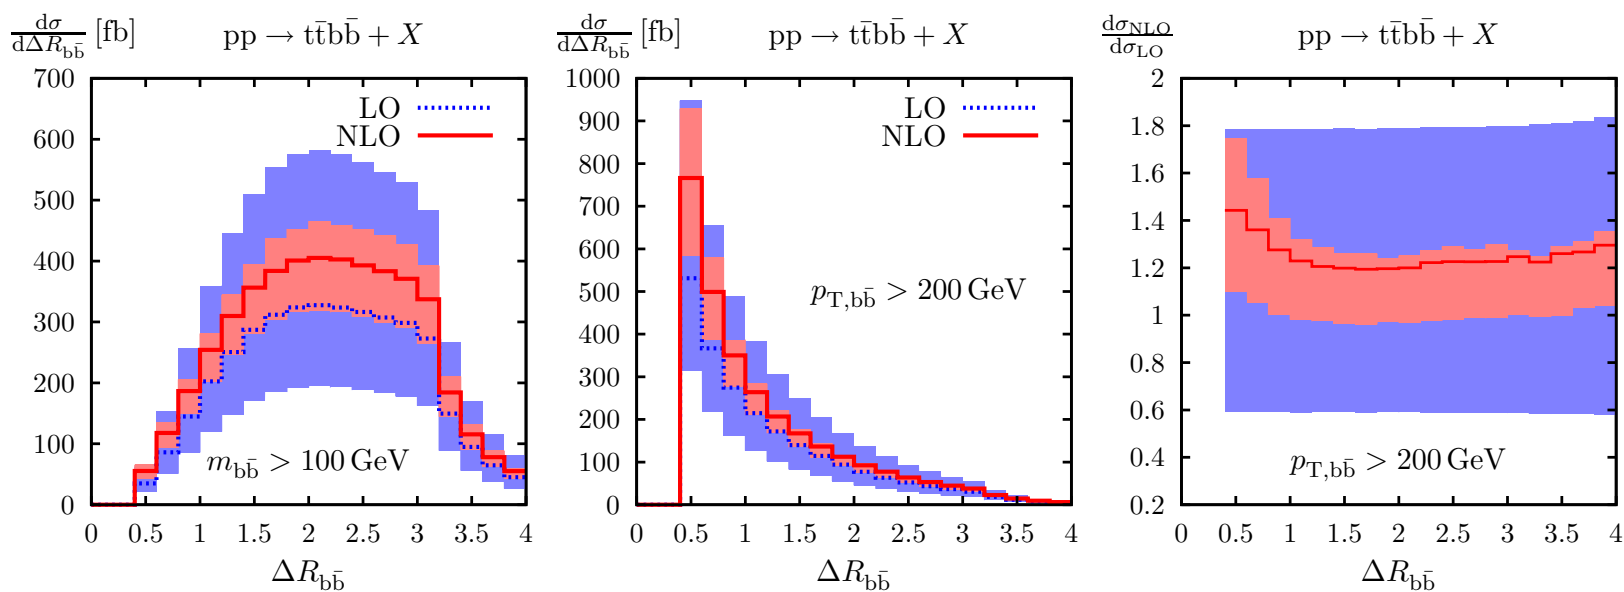 dσ/dΔR_bb̄ [fb] pp → tt̄bb̄ + X
700
600
500
400
300
200
100
0
LO
NLO
m_bb̄ > 100 GeV
0 0.5 1 1.5 2 2.5 3 3.5 4
ΔR_bb̄
dσ/dΔR_bb̄ [fb] pp → tt̄bb̄ + X
1000
900
800
700
600
500
400
300
200
100
0
LO
NLO
p_T,bb̄ > 200 GeV
0 0.5 1 1.5 2 2.5 3 3.5 4
ΔR_bb̄
dσ_NLO/dσ_LO pp → tt̄bb̄ + X
2
1.8
1.6
1.4
1.2
1
0.8
0.6
0.4
0.2
p_T,bb̄ > 200 GeV
0 0.5 1 1.5 2 2.5 3 3.5 4
ΔR_bb̄